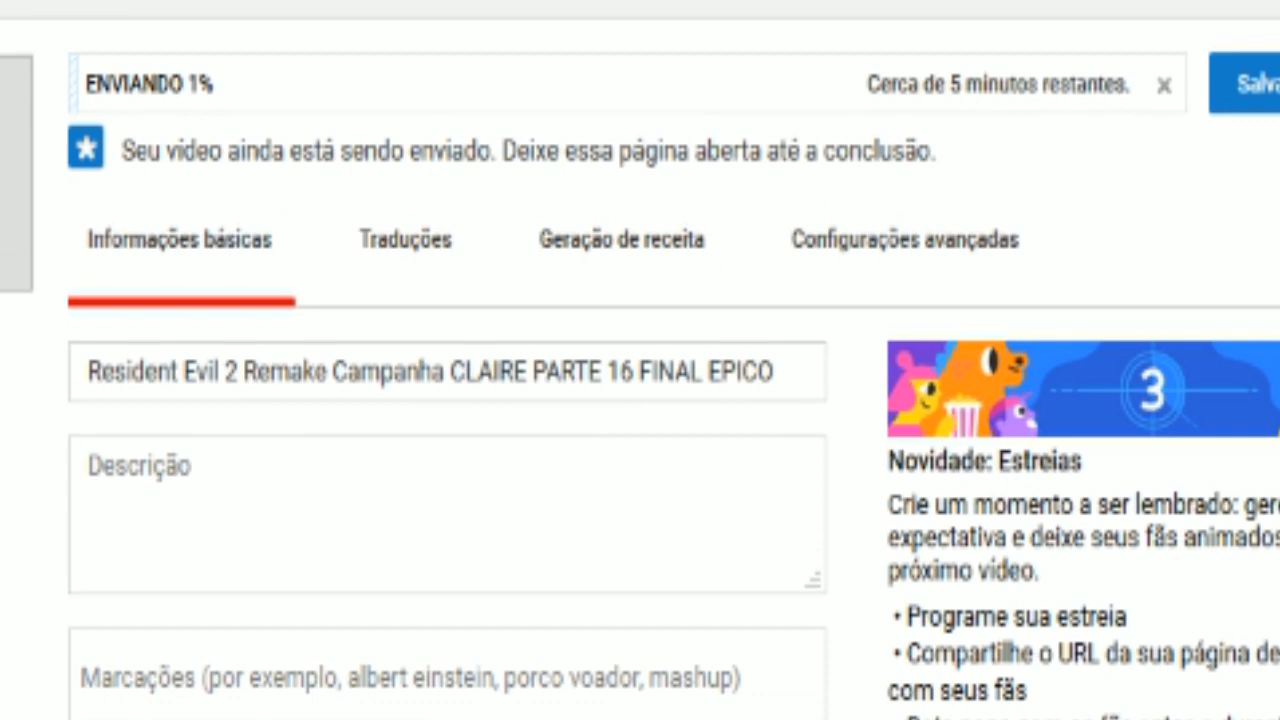 ENVIANDO 1%
Cerca de 5 minutos restantes.
Seu vídeo ainda está sendo enviado. Deixe essa página aberta até a conclusão.
Informações básicas
Traduções
Geração de receita
Configurações avançadas
Resident Evil 2 Remake Campanha CLAIRE PARTE 16 FINAL EPICO
Descrição
Marcações (por exemplo, albert einstein, porco voador, mashup)
3
Novidade: Estreias
Crie um momento a ser lembrado:
expectativa e deixe seus fãs animados
próximo vídeo.
• Programe sua estreia
• Compartilhe o URL da sua página de
com seus fãs